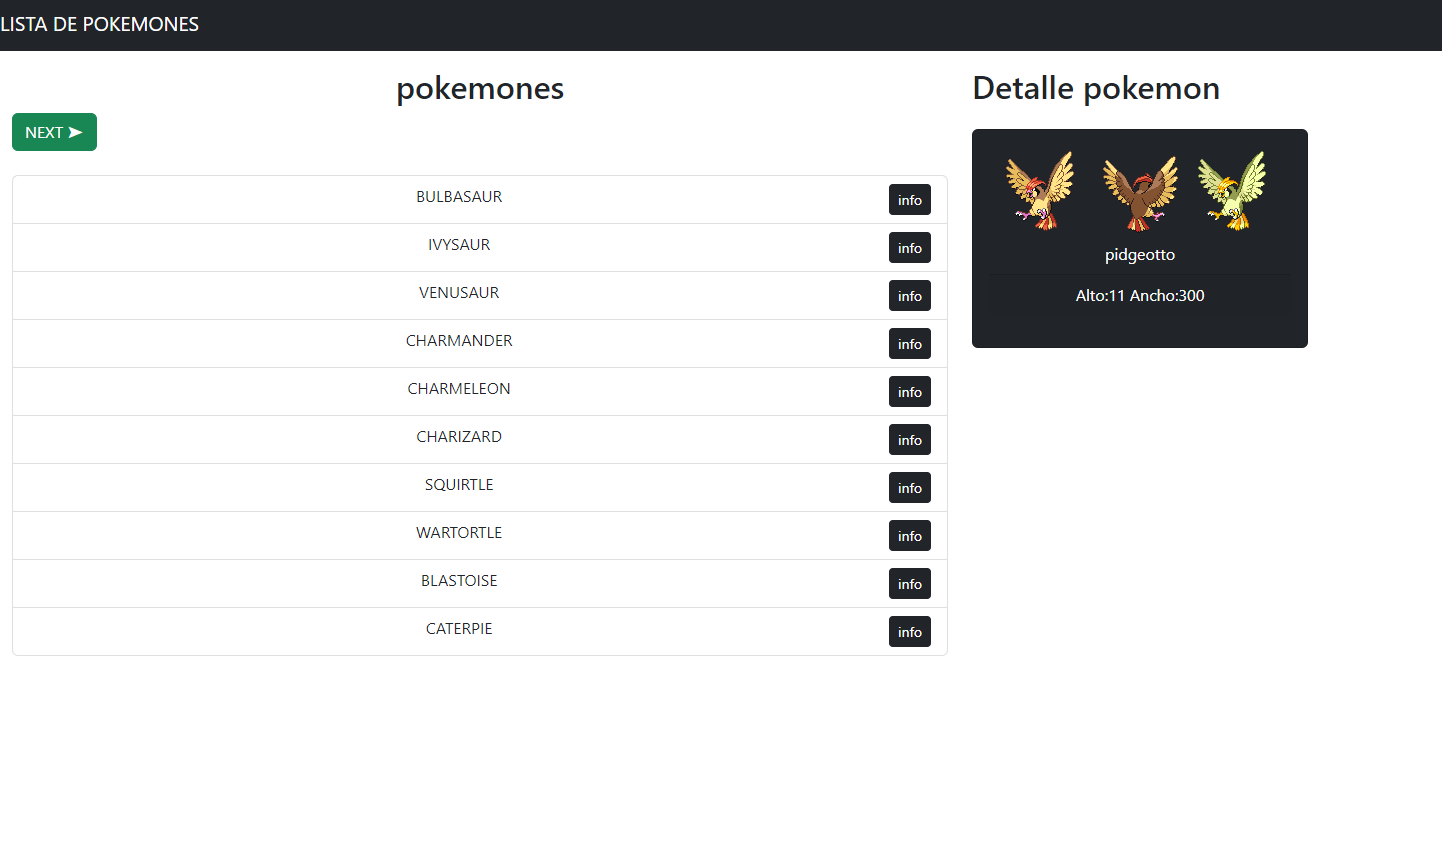 LISTA DE POKEMONES
pokemones
NEXT ➤
BULBASAUR info
IVYSAUR info
VENUSAUR info
CHARMANDER info
CHARMELEON info
CHARIZARD info
SQUIRTLE info
WARTORTLE info
BLASTOISE info
CATERPIE info
Detalle pokemon
pidgeotto
Alto:11 Ancho:300